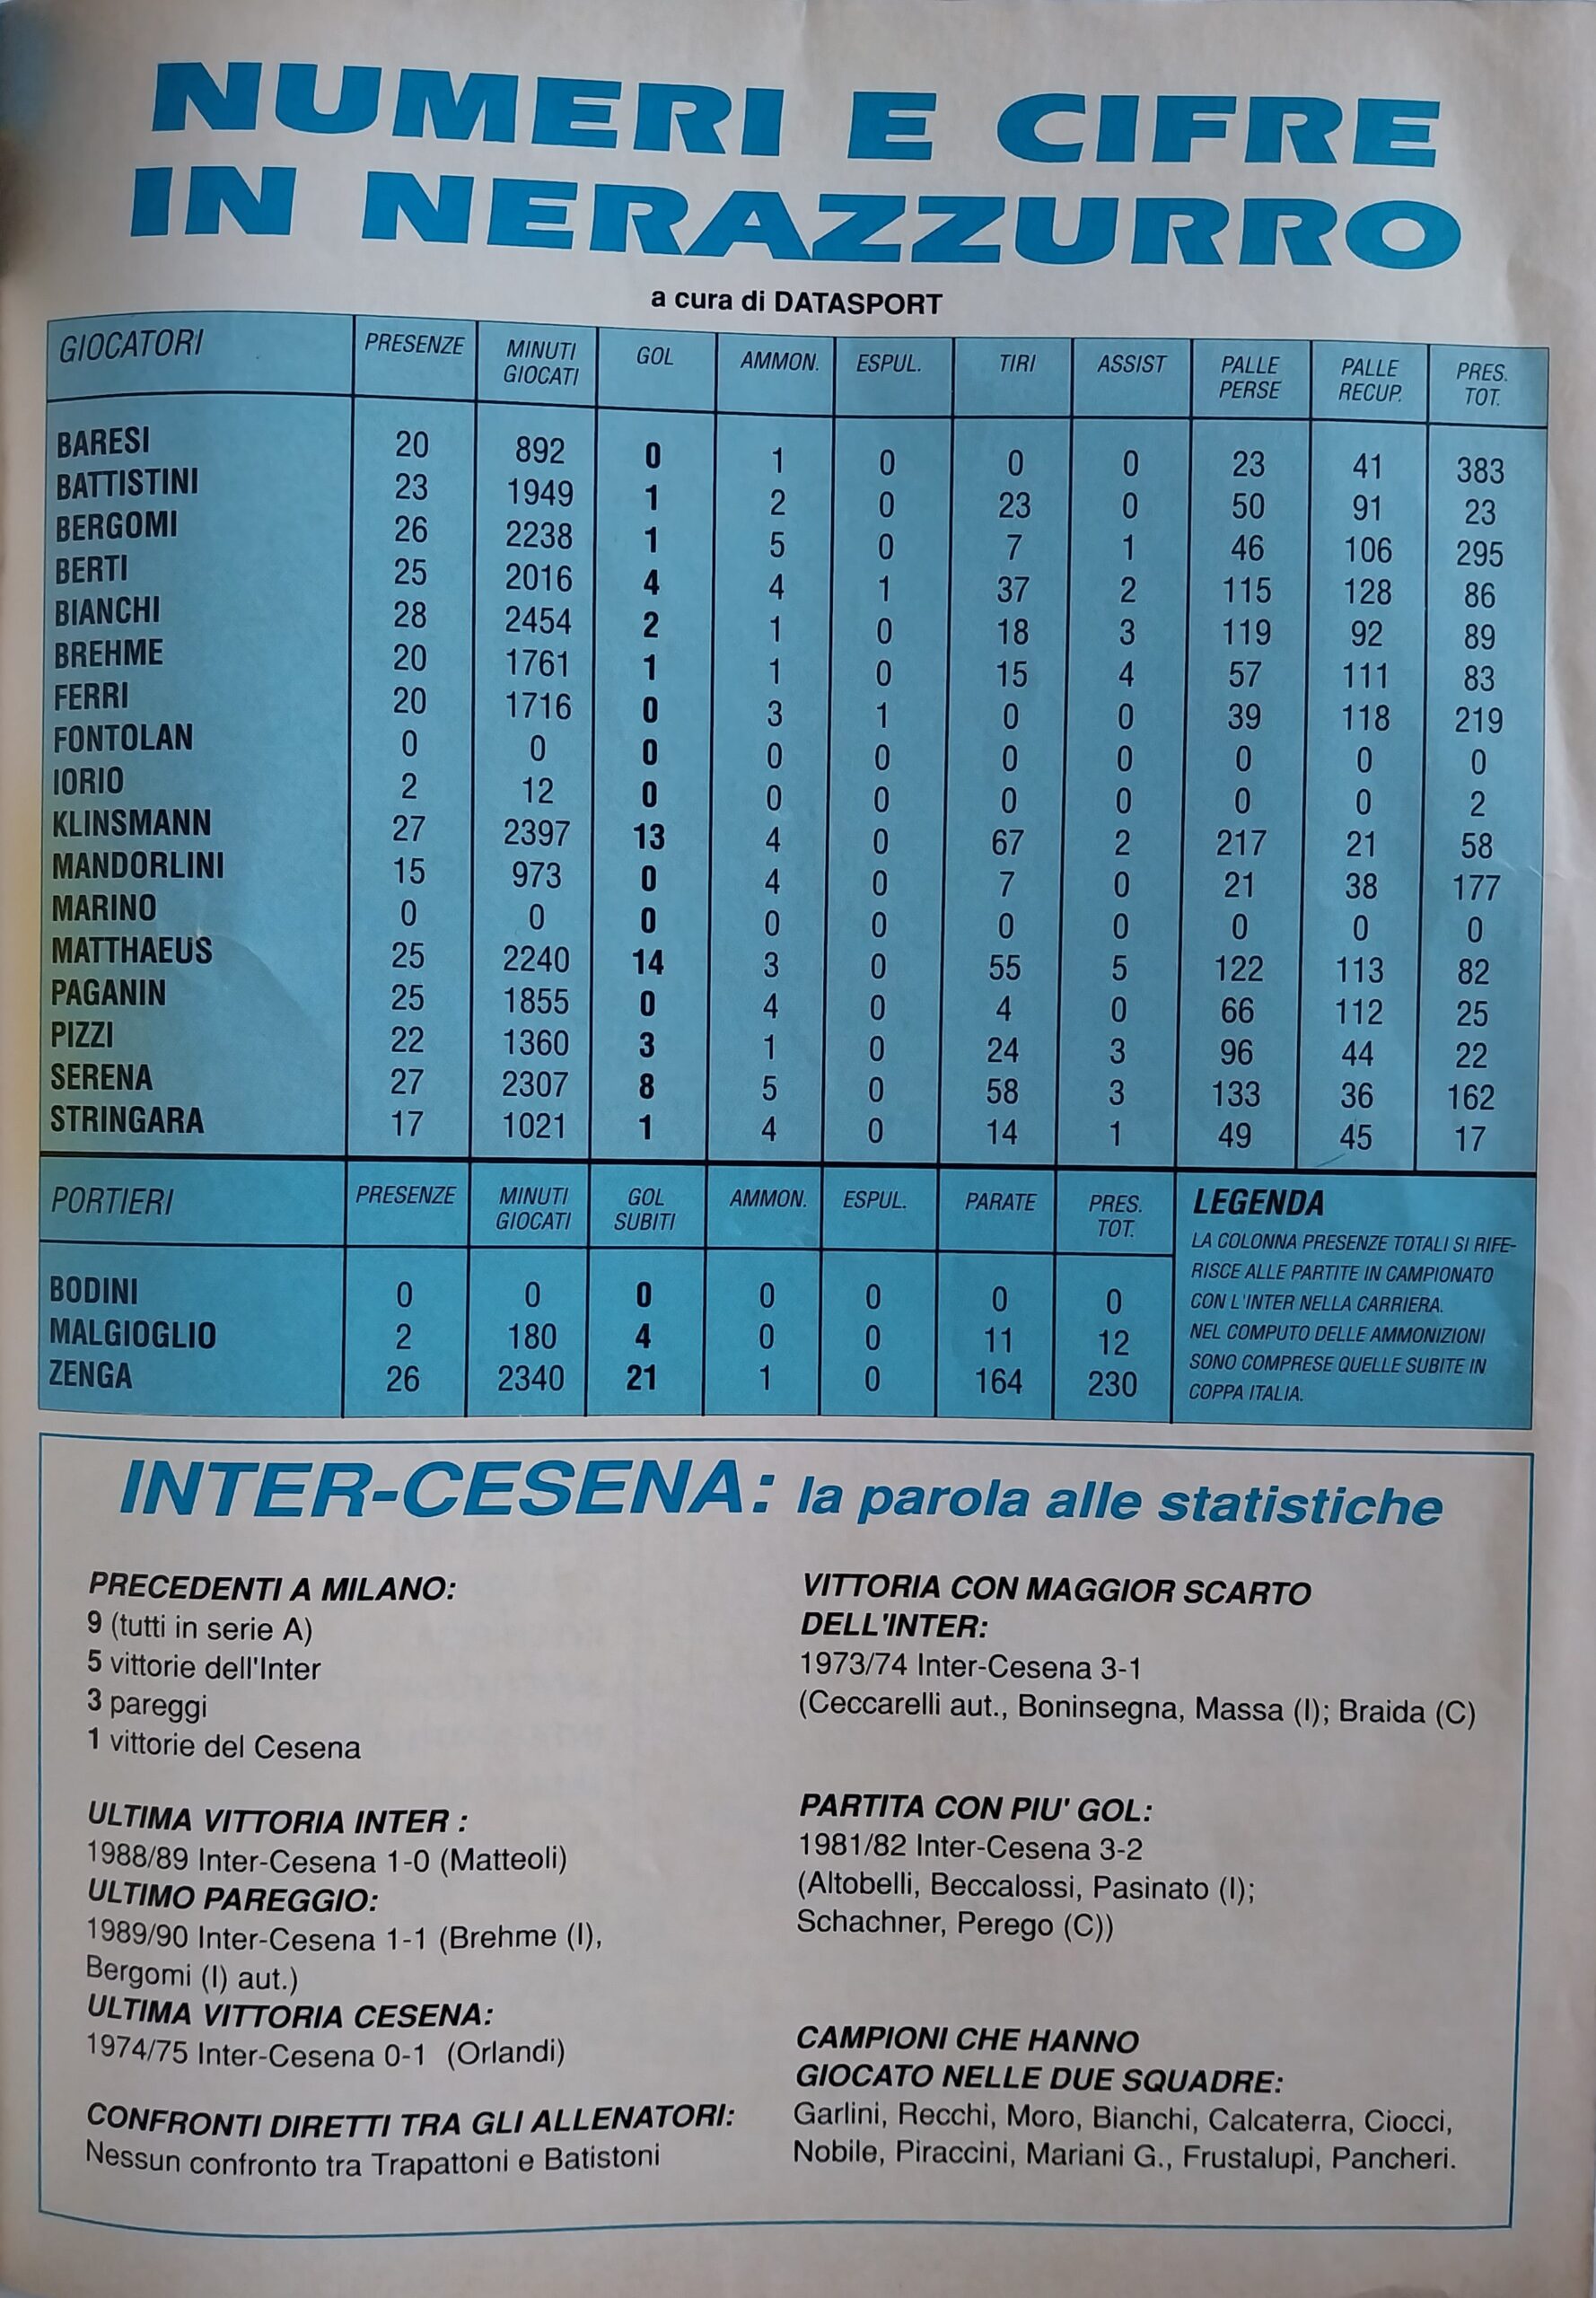 NUMERI E CIFRE
IN NERAZZURRO
a cura di DATASPORT
GIOCATORI PRESENZE MINUTI GIOCATI GOL AMMON. ESPUL. TIRI ASSIST PALLE PERSE PALLE RECUP. PRES. TOT.
BARESI 20 892 0 1 0 0 0 23 41 383
BATTISTINI 23 1949 1 2 0 23 0 50 91 23
BERGOMI 26 2238 1 5 0 7 1 46 106 295
BERTI 25 2016 4 4 1 37 2 115 128 86
BIANCHI 28 2454 2 1 0 18 3 119 92 89
BREHME 20 1761 1 1 0 15 4 57 111 83
FERRI 20 1716 0 3 1 0 0 39 118 219
FONTOLAN 0 0 0 0 0 0 0 0 0 0
IORIO 2 12 0 0 0 0 0 0 0 2
KLINSMANN 27 2397 13 4 0 67 2 217 21 58
MANDORLINI 15 973 0 4 0 7 0 21 38 177
MARINO 0 0 0 0 0 0 0 0 0 0
MATTHAEUS 25 2240 14 3 0 55 5 122 113 82
PAGANIN 25 1855 0 4 0 4 0 66 112 25
PIZZI 22 1360 3 1 0 24 3 96 44 22
SERENA 27 2307 8 5 0 58 3 133 36 162
STRINGARA 17 1021 1 4 0 14 1 49 45 17
PORTIERI PRESENZE MINUTI GIOCATI GOL SUBITI AMMON. ESPUL. PARATE PRES. TOT.
BODINI 0 0 0 0 0 0 0
MALGIOGLIO 2 180 4 0 0 11 12
ZENGA 26 2340 21 1 0 164 230
LEGENDA
LA COLONNA PRESENZE TOTALI SI RIFE-
RISCE ALLE PARTITE IN CAMPIONATO
CON L'INTER NELLA CARRIERA.
NEL COMPUTO DELLE AMMONIZIONI
SONO COMPRESE QUELLE SUBITE IN
COPPA ITALIA.
INTER-CESENA: la parola alle statistiche
PRECEDENTI A MILANO:
9 (tutti in serie A)
5 vittorie dell'Inter
3 pareggi
1 vittorie del Cesena
ULTIMA VITTORIA INTER :
1988/89 Inter-Cesena 1-0 (Matteoli)
ULTIMO PAREGGIO:
1989/90 Inter-Cesena 1-1 (Brehme (I),
Bergomi (I) aut.)
ULTIMA VITTORIA CESENA:
1974/75 Inter-Cesena 0-1 (Orlandi)
CONFRONTI DIRETTI TRA GLI ALLENATORI:
Nessun confronto tra Trapattoni e Batistoni
VITTORIA CON MAGGIOR SCARTO
DELL'INTER:
1973/74 Inter-Cesena 3-1
(Ceccarelli aut., Boninsegna, Massa (I); Braida (C)
PARTITA CON PIU' GOL:
1981/82 Inter-Cesena 3-2
(Altobelli, Beccalossi, Pasinato (I);
Schachner, Perego (C))
CAMPIONI CHE HANNO
GIOCATO NELLE DUE SQUADRE:
Garlini, Recchi, Moro, Bianchi, Calcaterra, Ciocci,
Nobile, Piraccini, Mariani G., Frustalupi, Pancheri.